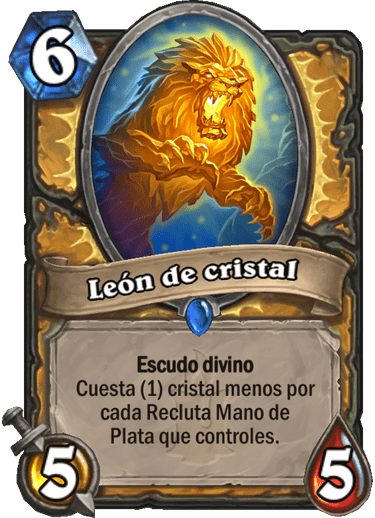 6
León de cristal
Escudo divino
Cuesta (1) cristal menos por
cada Recluta Mano de
Plata que controles.
5
5